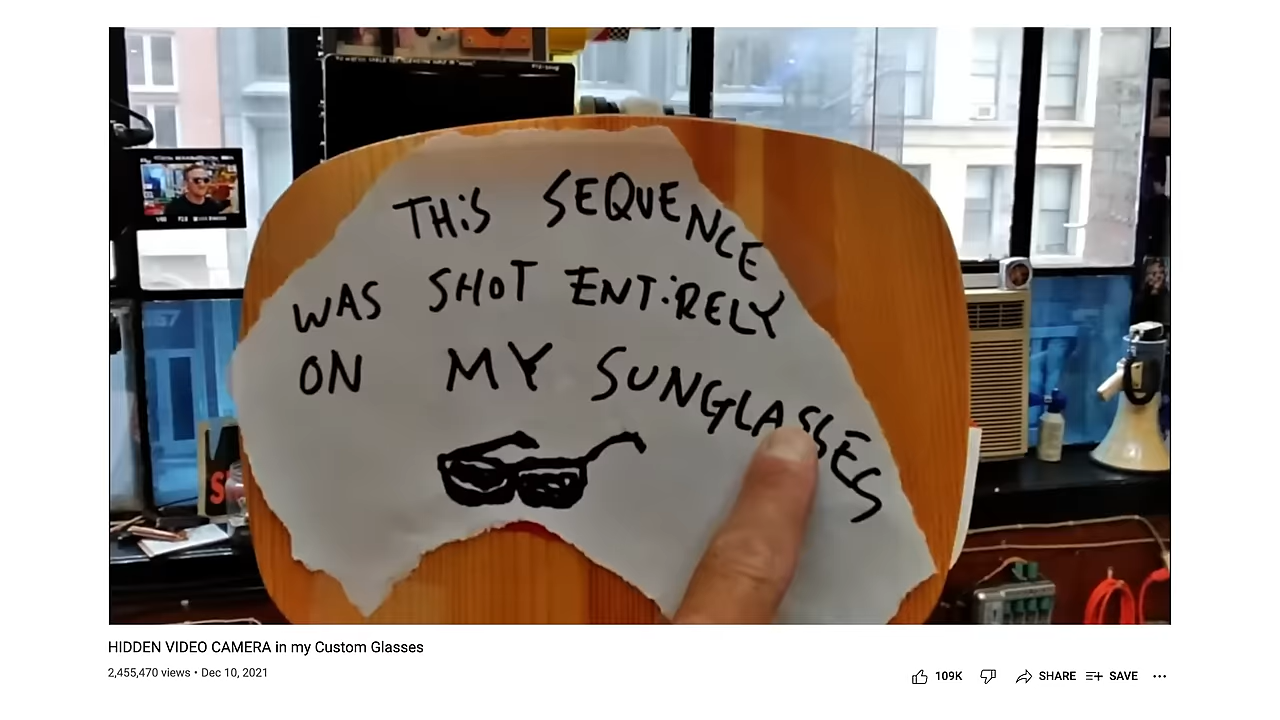 THiS SEQUENCE
WAS SHOT ENTiRELY
ON MY SUNGLASSES
HIDDEN VIDEO CAMERA in my Custom Glasses
2,455,470 views • Dec 10, 2021
109K
SHARE
SAVE